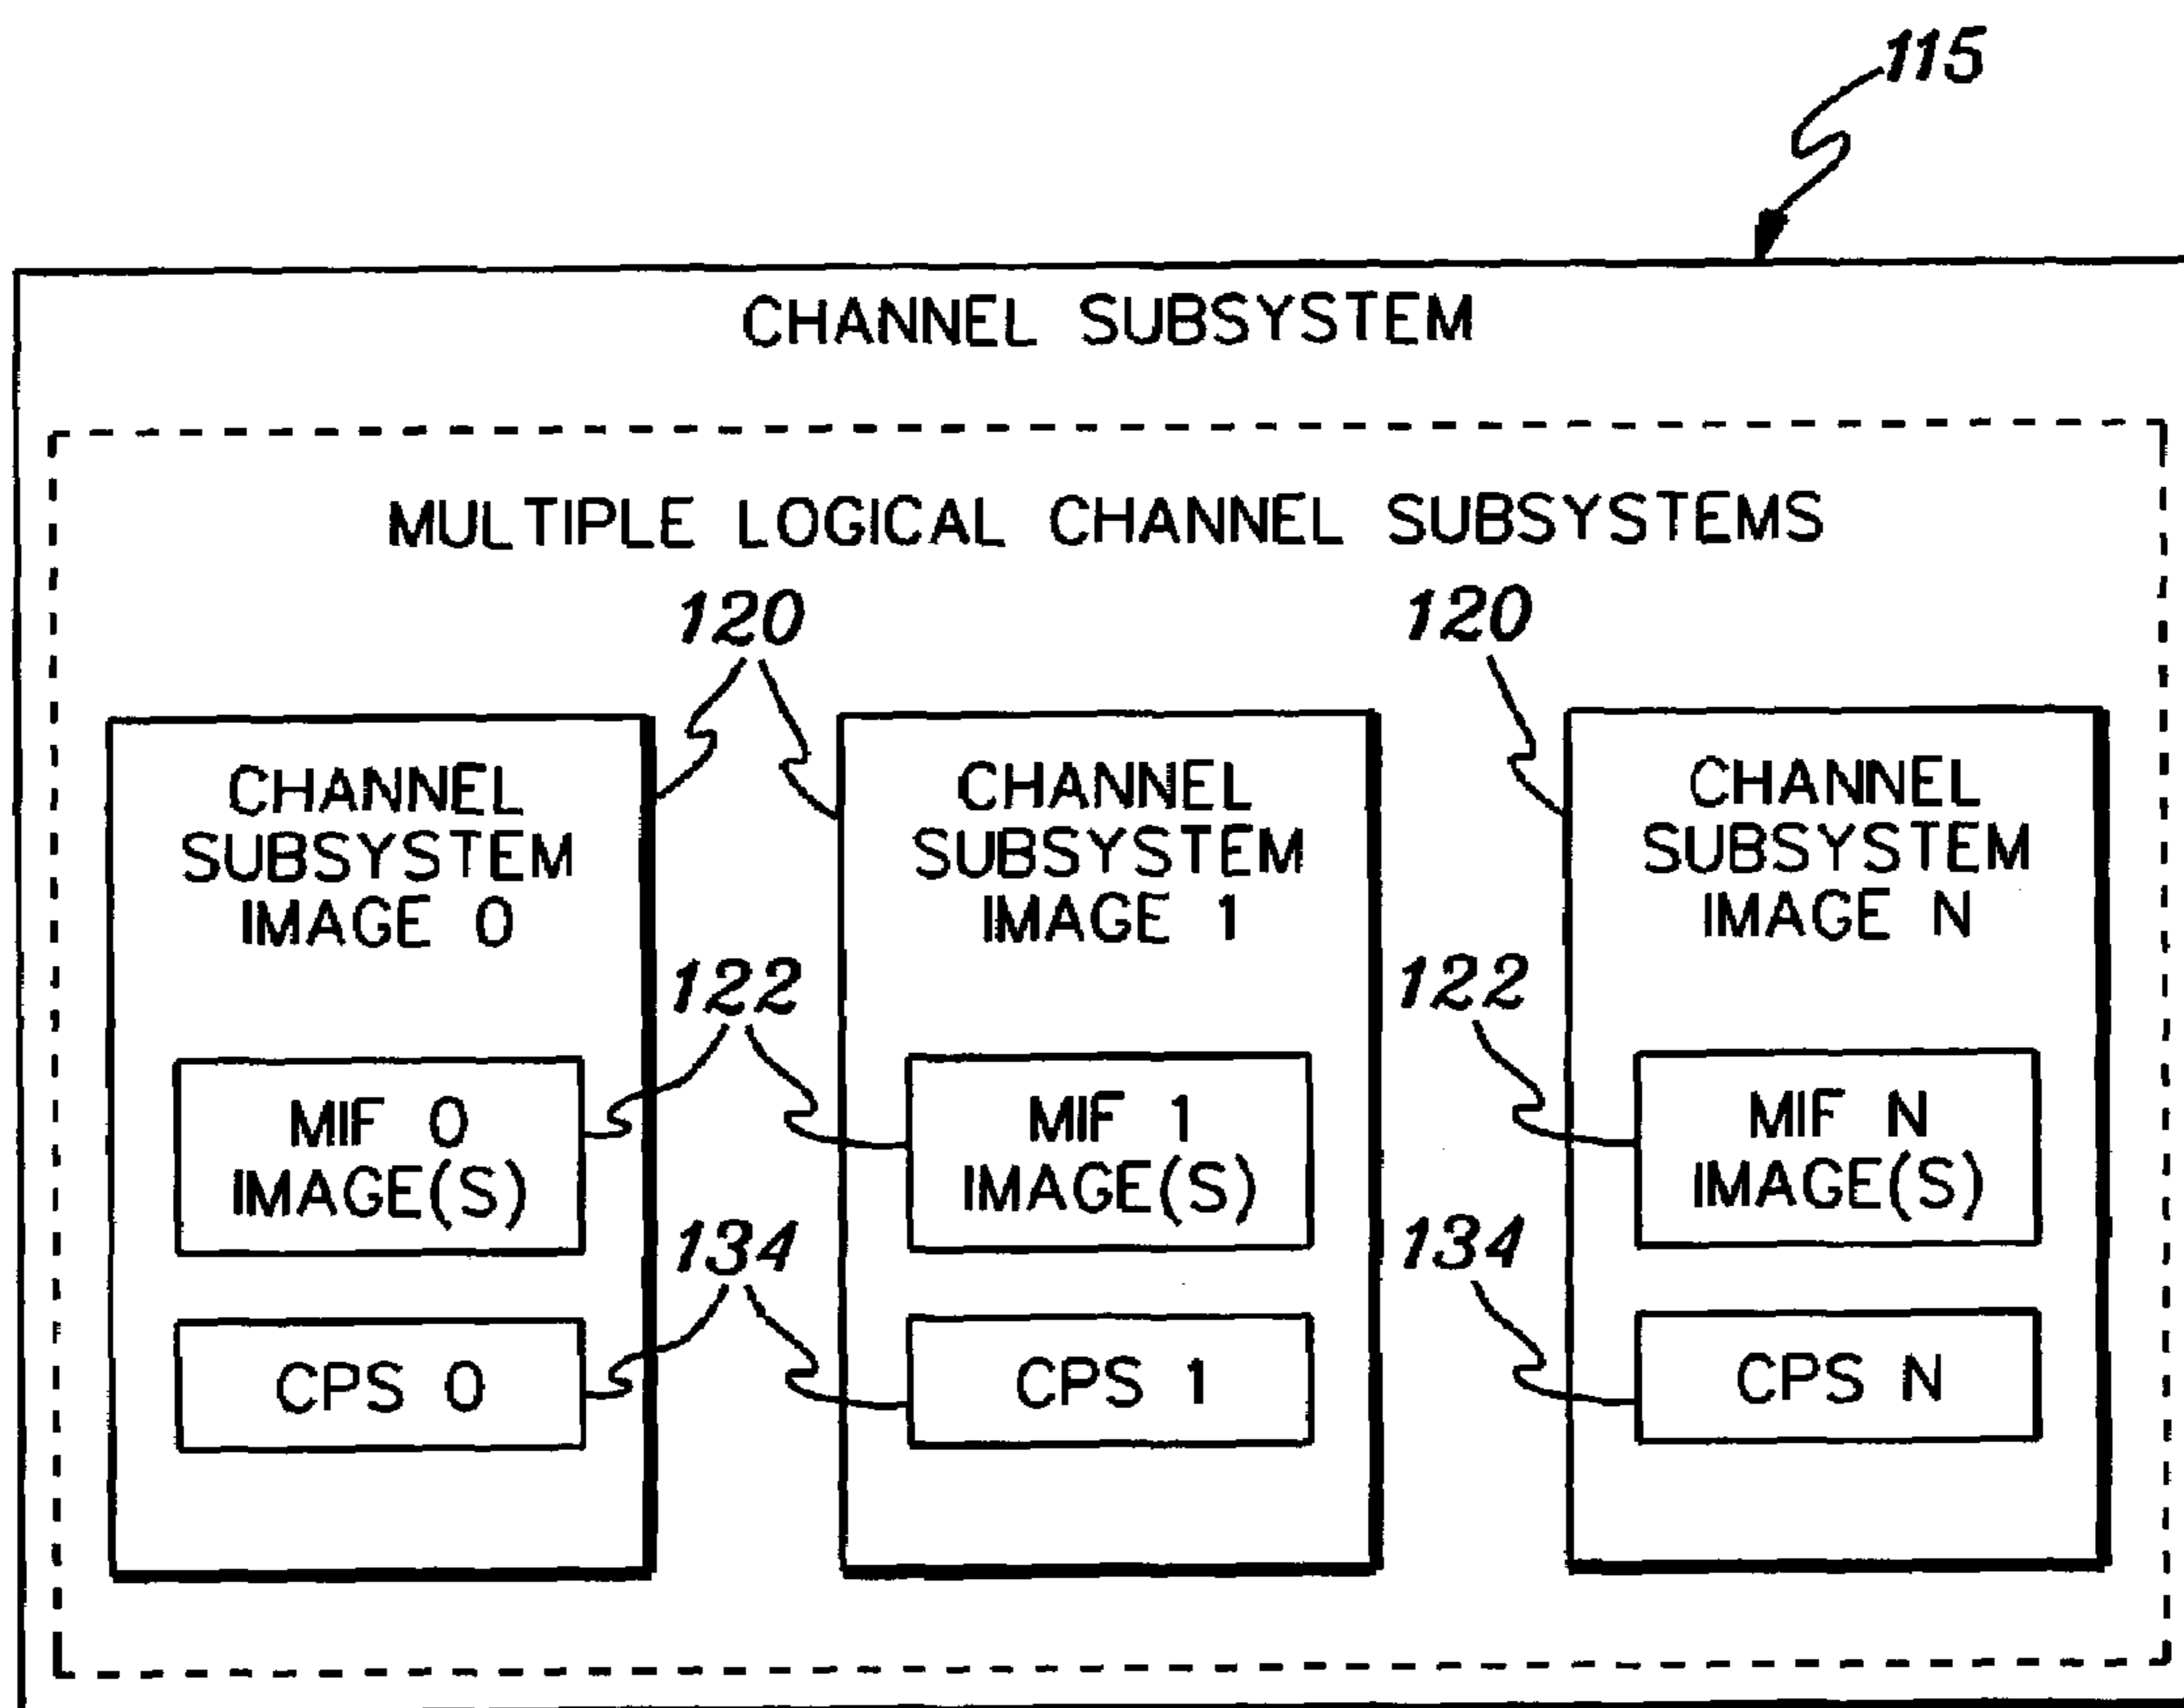 115
CHANNEL SUBSYSTEM
MULTIPLE LOGICAL CHANNEL SUBSYSTEMS
120
120
CHANNEL
SUBSYSTEM
IMAGE 0
CHANNEL
SUBSYSTEM
IMAGE 1
CHANNEL
SUBSYSTEM
IMAGE N
122
122
MIF 0
IMAGE(S)
MIF 1
IMAGE(S)
MIF N
IMAGE(S)
134
134
CPS 0
CPS 1
CPS N